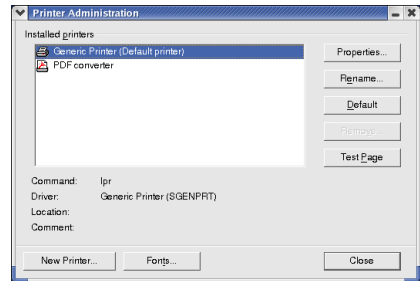 Printer Administration
Installed printers
Generic Printer (Default printer)
PDF converter
Properties...
Rename...
Default
Remove...
Test Page
Command: lpr
Driver: Generic Printer (SGENPRT)
Location:
Comment:
New Printer...
Fonts...
Close